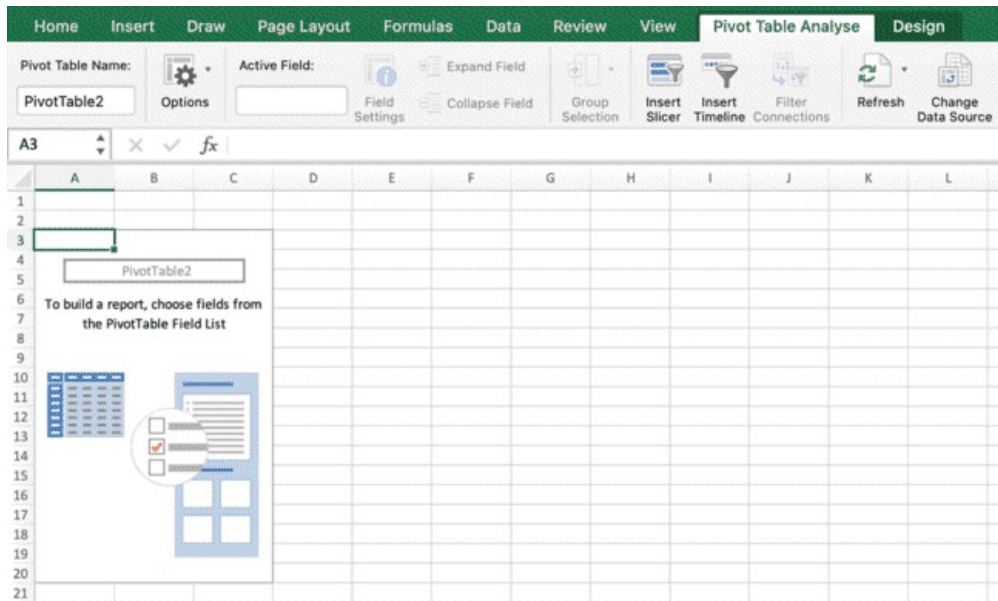 Home Insert Draw Page Layout Formulas Data Review View Pivot Table Analyse Design
Pivot Table Name:
PivotTable2
Options
Active Field:
Field Settings
Expand Field
Collapse Field
Group Selection
Insert Slicer
Insert Timeline
Filter Connections
Refresh
Change Data Source
A3 fx
A B C D E F G H I J K L
1
2
3
4
5
6
7
8
9
10
11
12
13
14
15
16
17
18
19
20
21
PivotTable2
To build a report, choose fields from
the PivotTable Field List